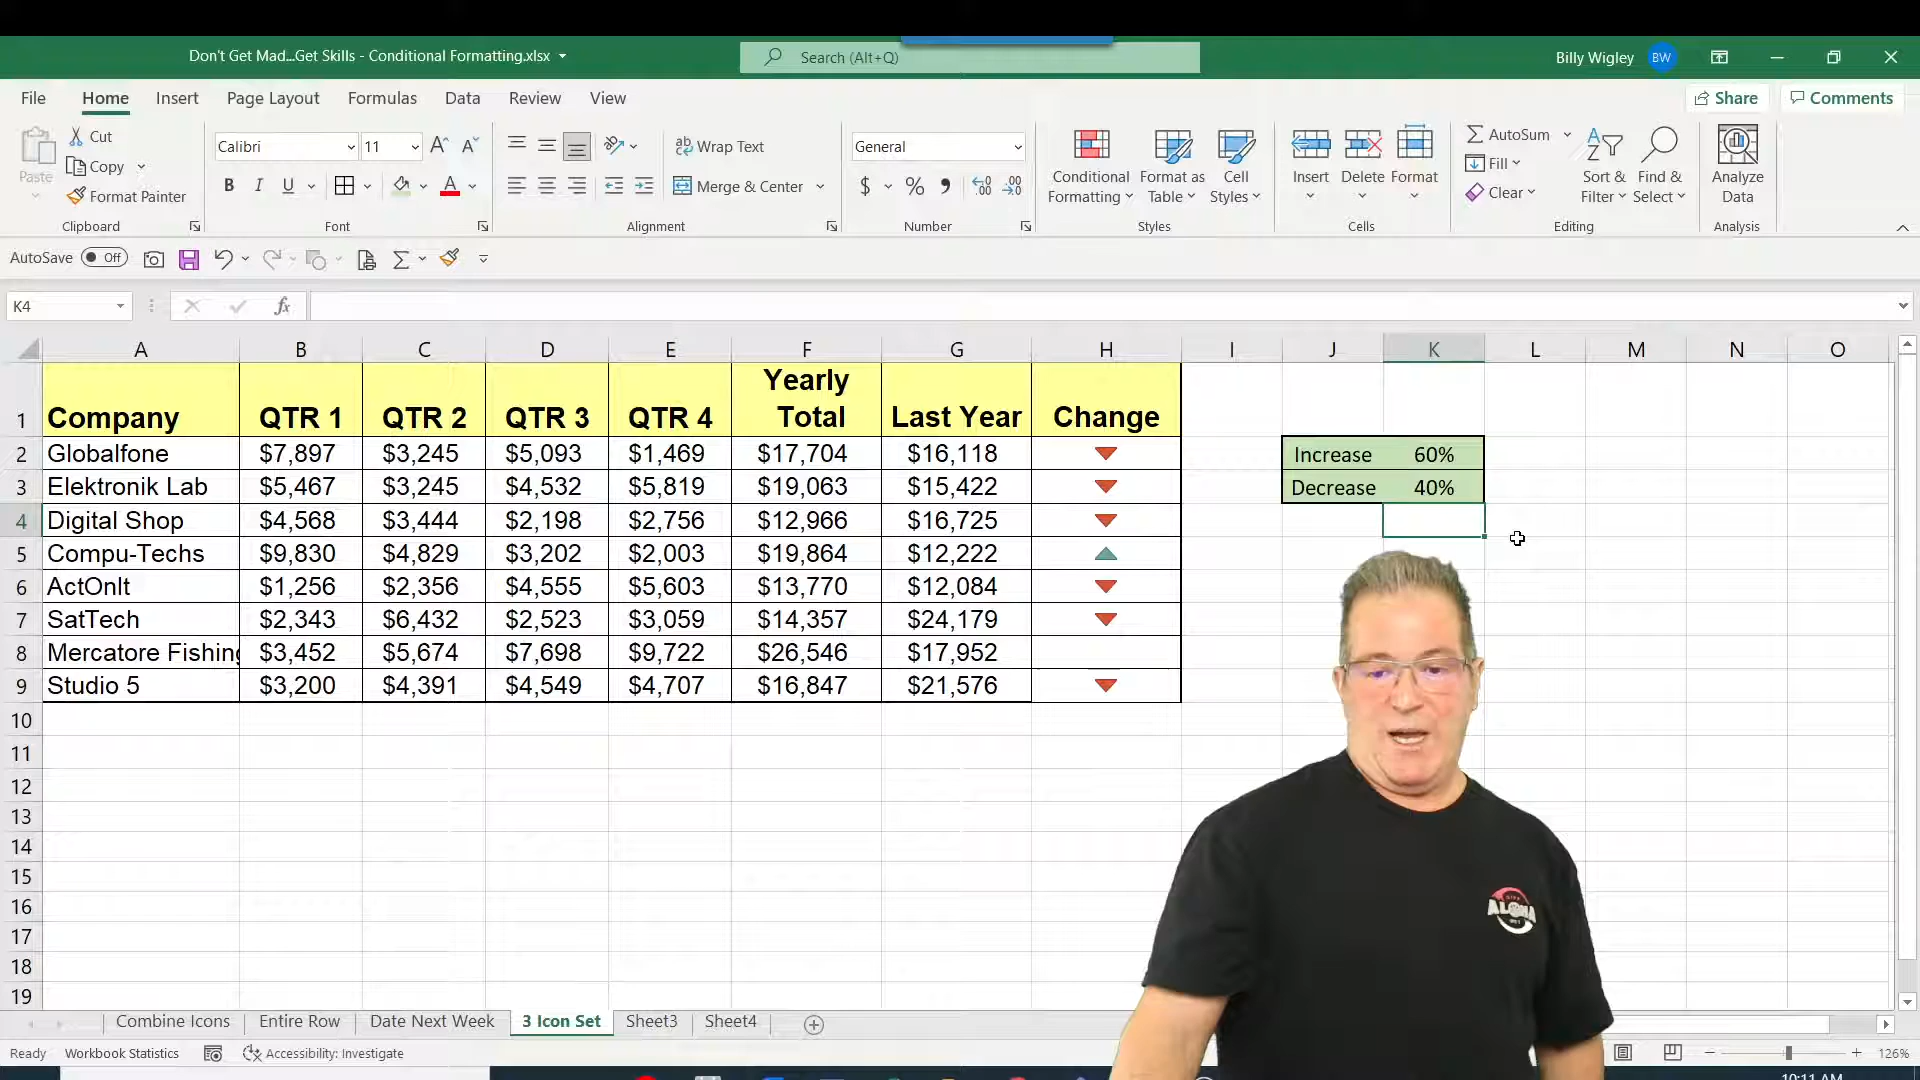 Don't Get Mad...Get Skills - Conditional Formatting.xlsx
Search (Alt+Q)
Billy Wigley BW
File Home Insert Page Layout Formulas Data Review View
Share Comments
Paste
Cut
Copy
Format Painter
Clipboard
Calibri 11
B I U
Font
Wrap Text
Merge & Center
Alignment
General
$ % ,
Number
Conditional Formatting
Format as Table
Cell Styles
Styles
Insert
Delete
Format
Cells
AutoSum
Fill
Clear
Sort & Filter
Find & Select
Editing
Analyze Data
Analysis
AutoSave Off
K4 fx
A B C D E F G H I J K L M N O
1 Company QTR 1 QTR 2 QTR 3 QTR 4 Yearly Total Last Year Change
2 Globalfone $7,897 $3,245 $5,093 $1,469 $17,704 $16,118 Increase 60%
3 Elektronik Lab $5,467 $3,245 $4,532 $5,819 $19,063 $15,422 Decrease 40%
4 Digital Shop $4,568 $3,444 $2,198 $2,756 $12,966 $16,725
5 Compu-Techs $9,830 $4,829 $3,202 $2,003 $19,864 $12,222
6 ActOnIt $1,256 $2,356 $4,555 $5,603 $13,770 $12,084
7 SatTech $2,343 $6,432 $2,523 $3,059 $14,357 $24,179
8 Mercatore Fishing $3,452 $5,674 $7,698 $9,722 $26,546 $17,952
9 Studio 5 $3,200 $4,391 $4,549 $4,707 $16,847 $21,576
10
11
12
13
14
15
16
17
18
19
ALOHA
Combine Icons Entire Row Date Next Week 3 Icon Set Sheet3 Sheet4
Ready Workbook Statistics Accessibility: Investigate 126%
10:11 AM